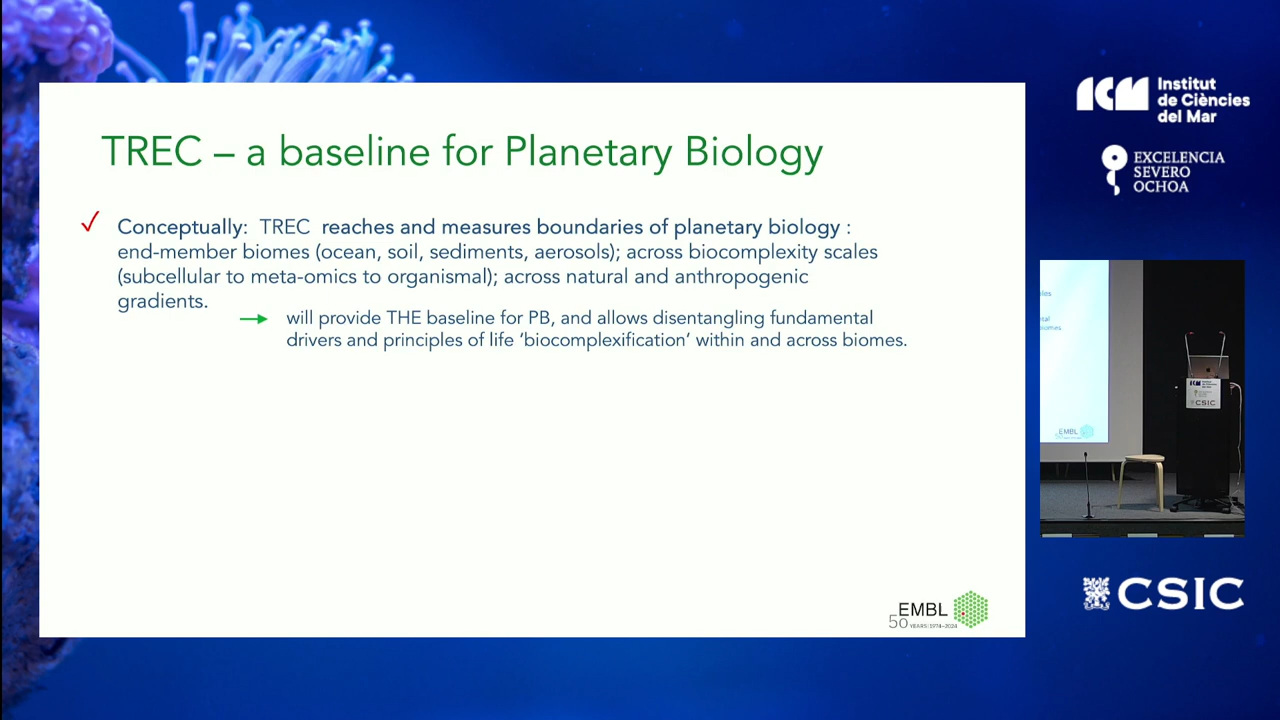 TREC – a baseline for Planetary Biology
✓ Conceptually: TREC reaches and measures boundaries of planetary biology :
end-member biomes (ocean, soil, sediments, aerosols); across biocomplexity scales
(subcellular to meta-omics to organismal); across natural and anthropogenic
gradients.
→ will provide THE baseline for PB, and allows disentangling fundamental
drivers and principles of life ‘biocomplexification’ within and across biomes.
EMBL
50 YEARS | 1974–2024
ICM
Institut
de Ciències
del Mar
EXCELENCIA
SEVERO
OCHOA
EMBL
CSIC
CSIC